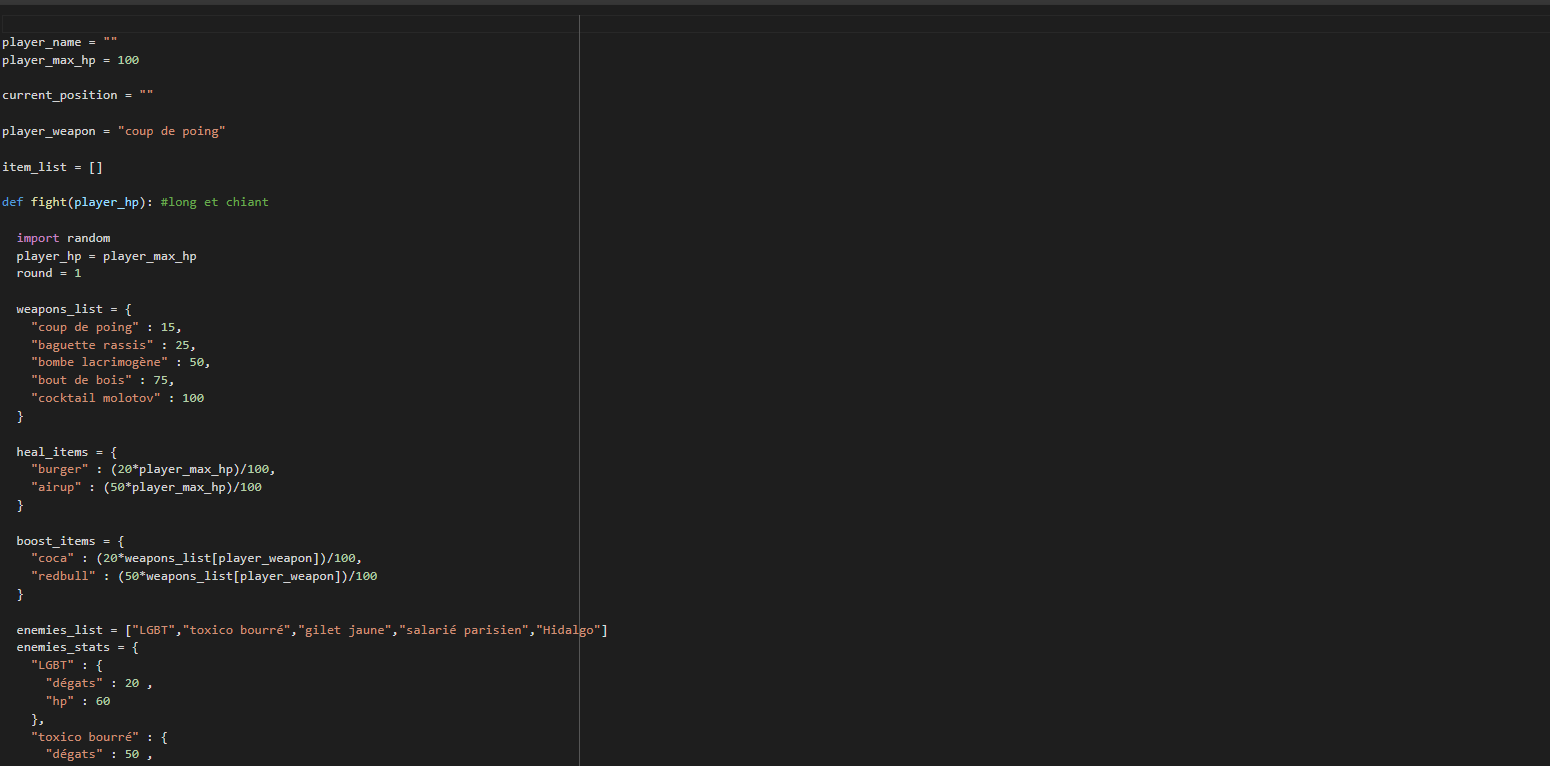 player_name = ""
player_max_hp = 100
current_position = ""
player_weapon = "coup de poing"
item_list = []
def fight(player_hp): #long et chiant
import random
player_hp = player_max_hp
round = 1
weapons_list = {
"coup de poing" : 15,
"baguette rassis" : 25,
"bombe lacrimogène" : 50,
"bout de bois" : 75,
"cocktail molotov" : 100
}
heal_items = {
"burger" : (20*player_max_hp)/100,
"airup" : (50*player_max_hp)/100
}
boost_items = {
"coca" : (20*weapons_list[player_weapon])/100,
"redbull" : (50*weapons_list[player_weapon])/100
}
enemies_list = ["LGBT","toxico bourré","gilet jaune","salarié parisien","Hidalgo"]
enemies_stats = {
"LGBT" : {
"dégats" : 20 ,
"hp" : 60
},
"toxico bourré" : {
"dégats" : 50 ,